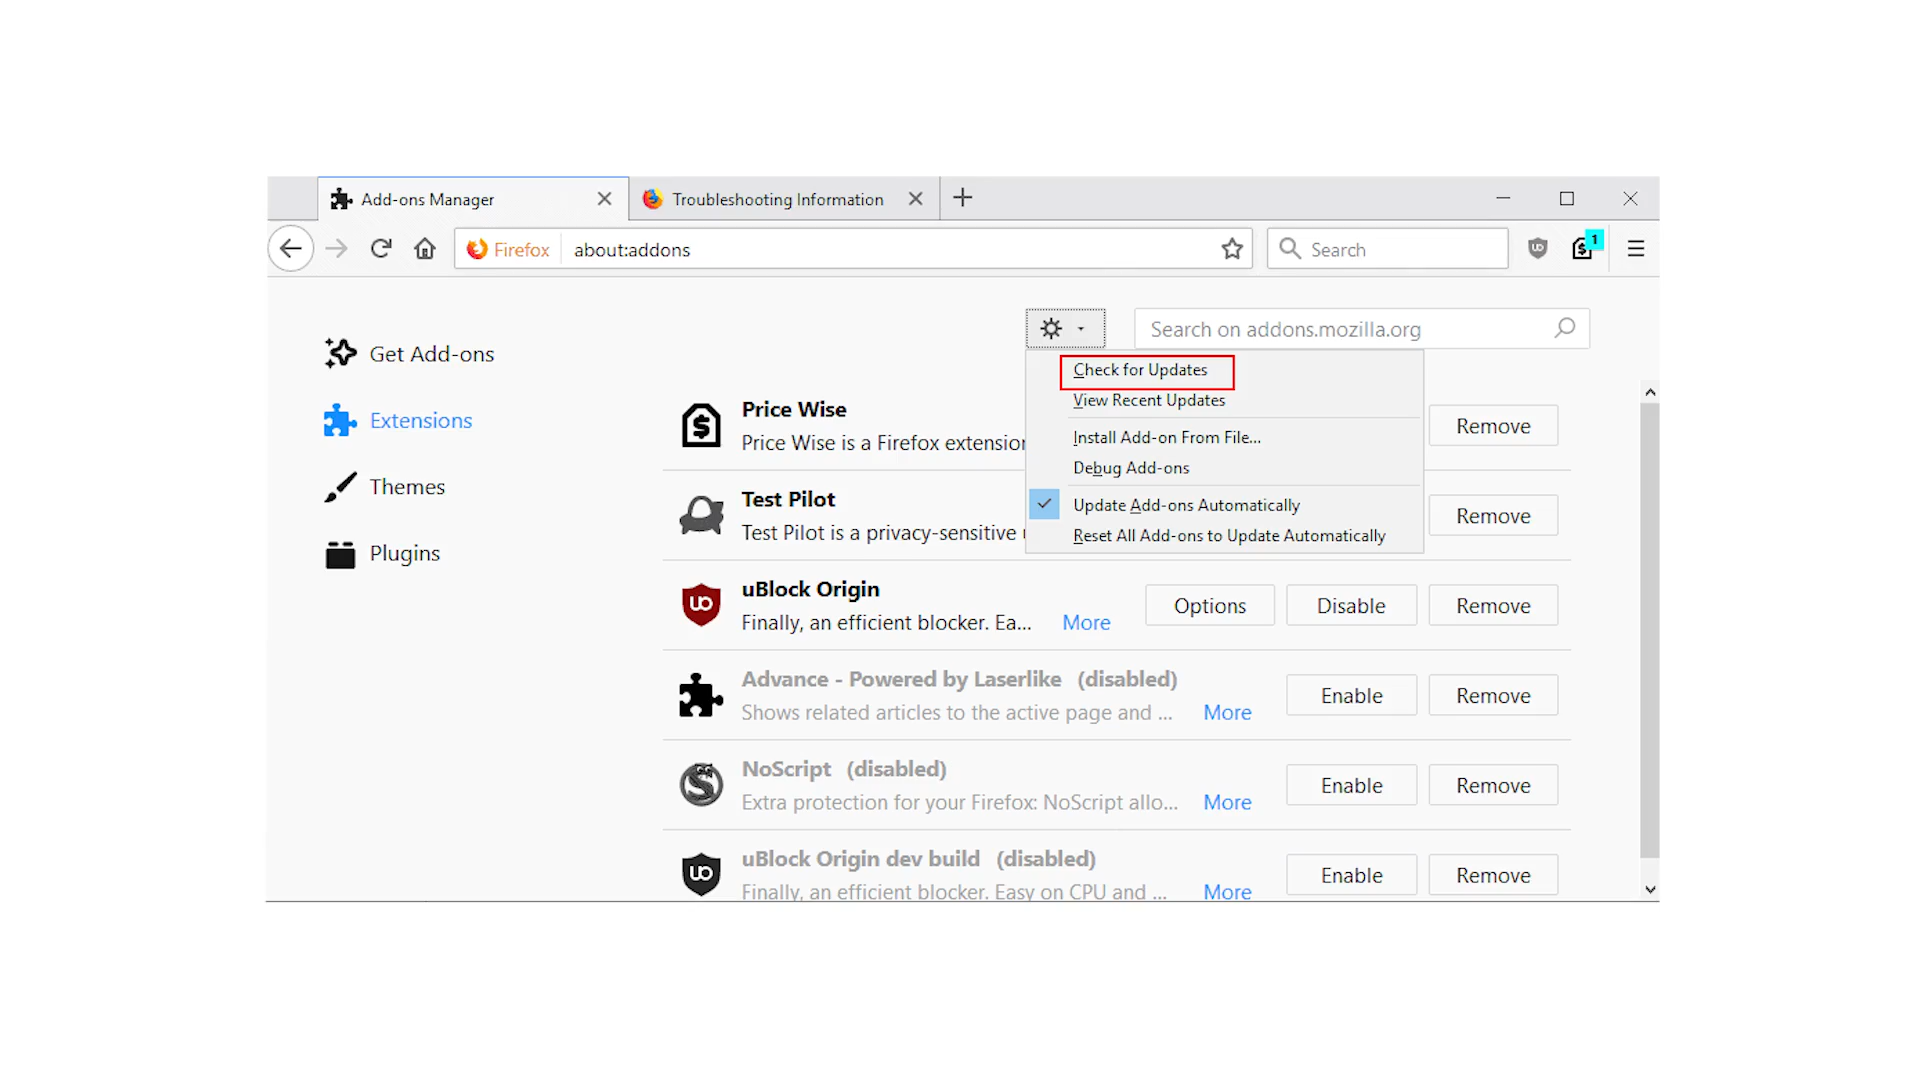 Add-ons Manager
Troubleshooting Information
Firefox
about:addons
Search
1
Search on addons.mozilla.org
Get Add-ons
Extensions
Themes
Plugins
Check for Updates
View Recent Updates
Install Add-on From File...
Debug Add-ons
Update Add-ons Automatically
Reset All Add-ons to Update Automatically
Price Wise
Price Wise is a Firefox extension
Remove
Test Pilot
Test Pilot is a privacy-sensitive
Remove
uBlock Origin
Finally, an efficient blocker. Ea... More
Options Disable Remove
Advance - Powered by Laserlike (disabled)
Shows related articles to the active page and ... More
Enable Remove
NoScript (disabled)
Extra protection for your Firefox: NoScript allo... More
Enable Remove
uBlock Origin dev build (disabled)
Finally, an efficient blocker. Easy on CPU and ... More
Enable Remove